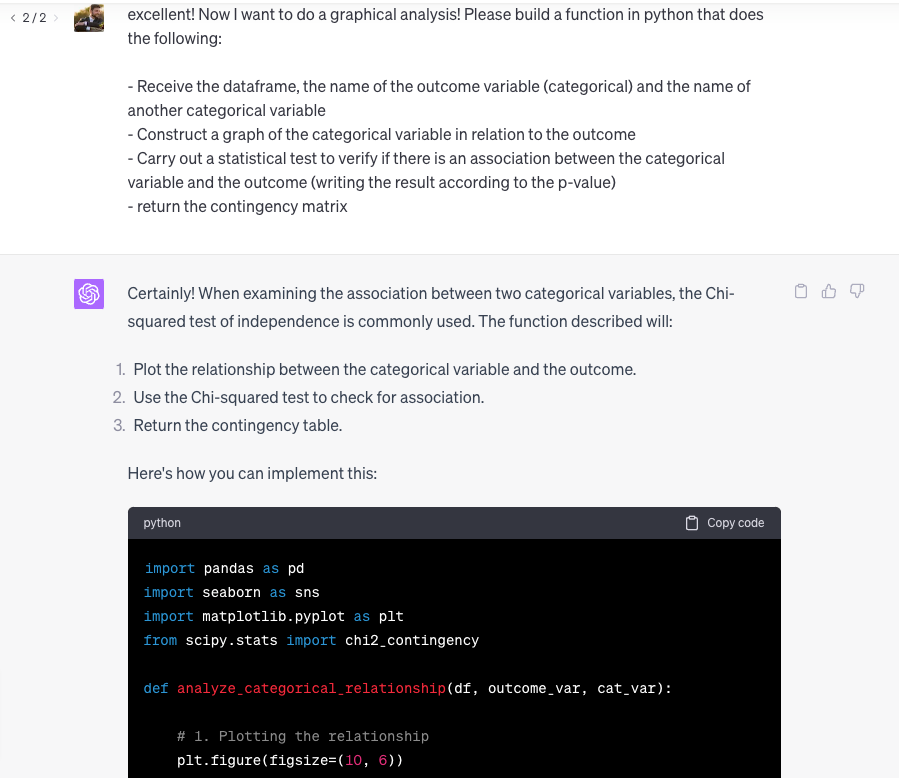 2 / 2
excellent! Now I want to do a graphical analysis! Please build a function in python that does
the following:
- Receive the dataframe, the name of the outcome variable (categorical) and the name of
another categorical variable
- Construct a graph of the categorical variable in relation to the outcome
- Carry out a statistical test to verify if there is an association between the categorical
variable and the outcome (writing the result according to the p-value)
- return the contingency matrix
Certainly! When examining the association between two categorical variables, the Chi-
squared test of independence is commonly used. The function described will:
1. Plot the relationship between the categorical variable and the outcome.
2. Use the Chi-squared test to check for association.
3. Return the contingency table.
Here's how you can implement this:
python Copy code
import pandas as pd
import seaborn as sns
import matplotlib.pyplot as plt
from scipy.stats import chi2_contingency
def analyze_categorical_relationship(df, outcome_var, cat_var):
# 1. Plotting the relationship
plt.figure(figsize=(10, 6))